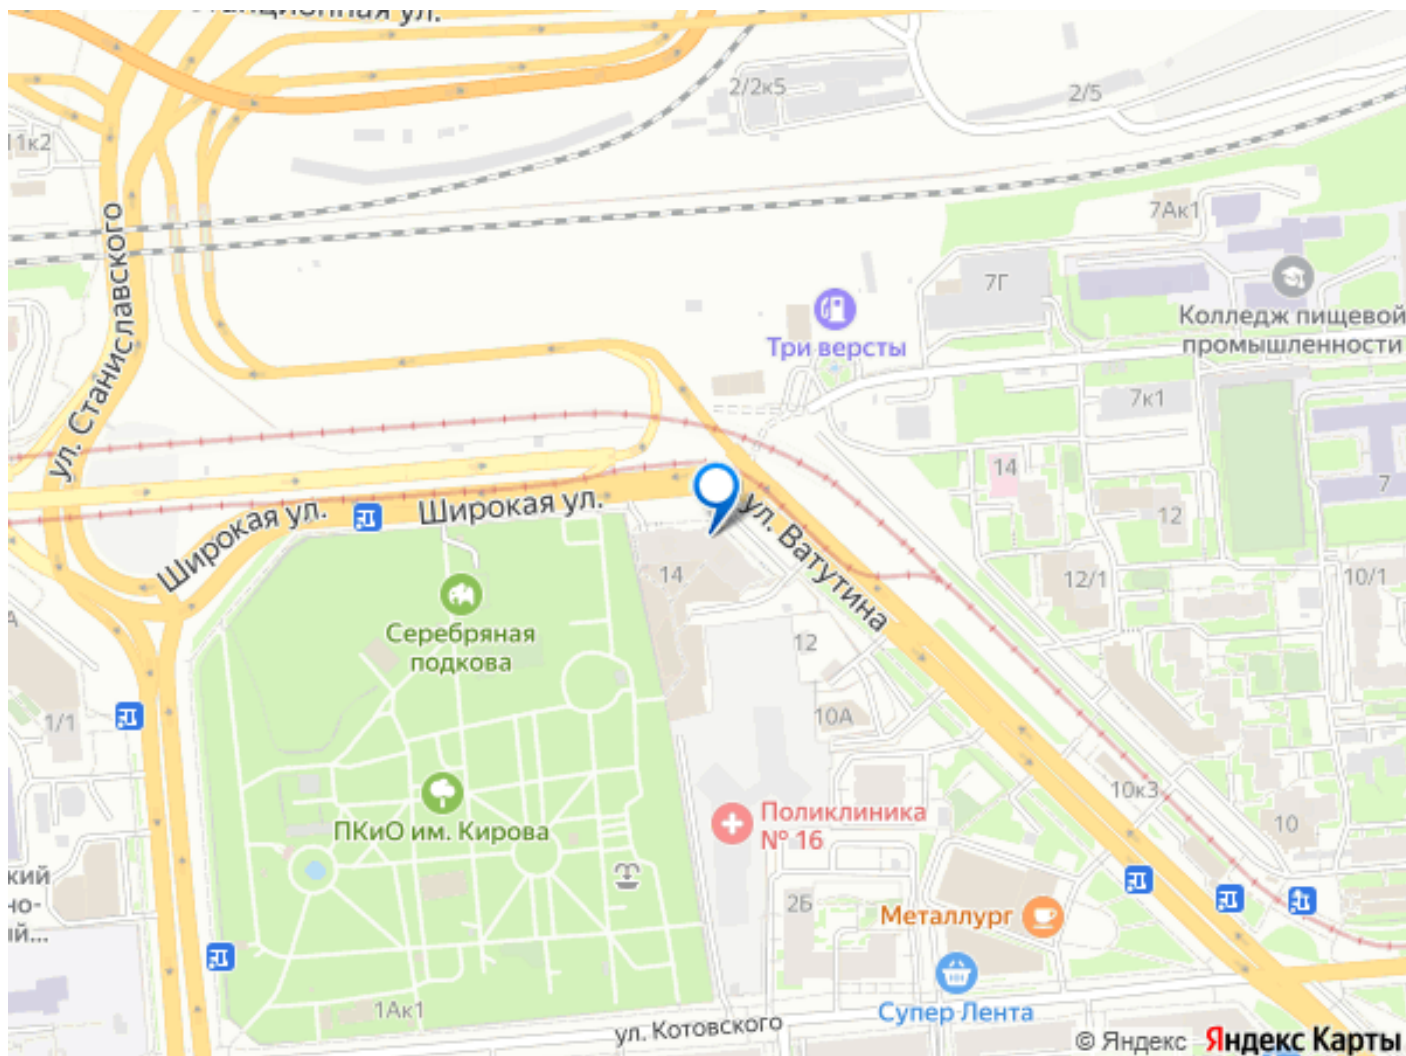 ул.
2/2к5
2/5
11к2
7Ак1
ул. Станиславского
7Г
Колледж пищевой
промышленности
Три версты
7к1
14
7
Широкая ул.
Широкая ул.
ул. Ватутина
12
14
12/1
10/1
Серебряная
подкова
12
1/1
10А
10к3
ПКиО им. Кирова
Поликлиника
№ 16
10
2Б
Металлург
Супер Лента
1Ак1
ул. Котовского
© Яндекс Яндекс Карты